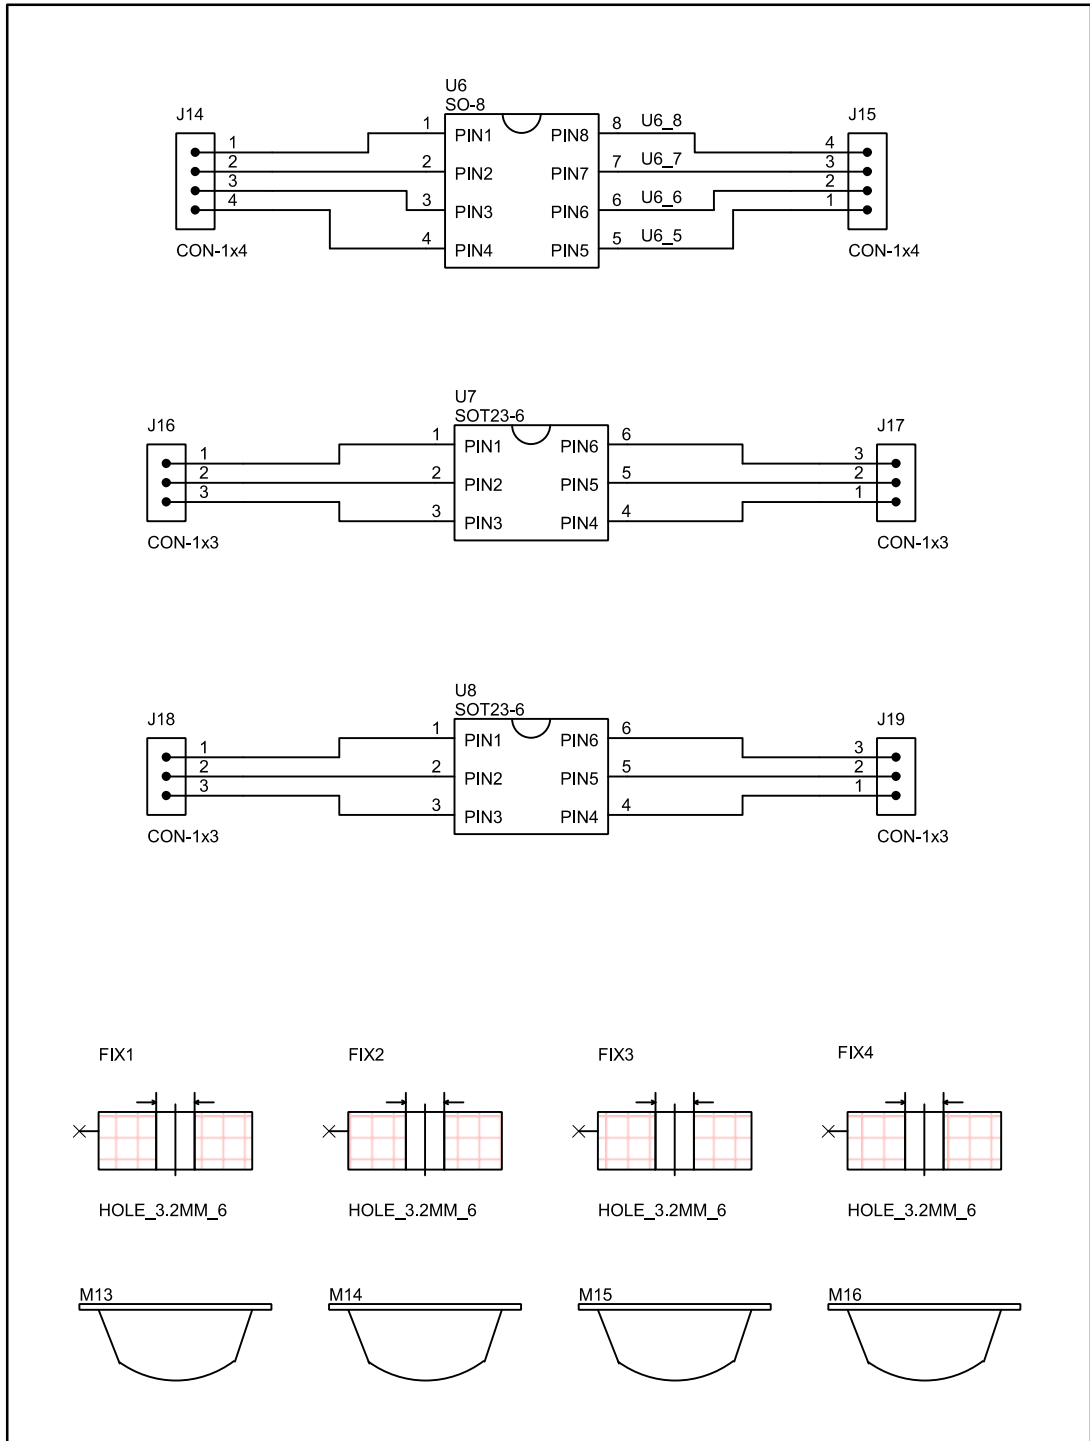 U6
SO-8
J14
J15
1
PIN1
PIN8
8
U6_8
1
4
2
2
PIN2
PIN7
7
U6_7
3
3
2
4
3
PIN3
PIN6
6
U6_6
1
4
PIN4
PIN5
5
U6_5
CON-1x4
CON-1x4
U7
SOT23-6
J16
J17
1
PIN1
PIN6
6
1
3
2
2
PIN2
PIN5
5
2
3
1
3
PIN3
PIN4
4
CON-1x3
CON-1x3
U8
SOT23-6
J18
J19
1
PIN1
PIN6
6
1
3
2
2
PIN2
PIN5
5
2
3
1
3
PIN3
PIN4
4
CON-1x3
CON-1x3
FIX1
FIX2
FIX3
FIX4
HOLE_3.2MM_6
HOLE_3.2MM_6
HOLE_3.2MM_6
HOLE_3.2MM_6
M13
M14
M15
M16